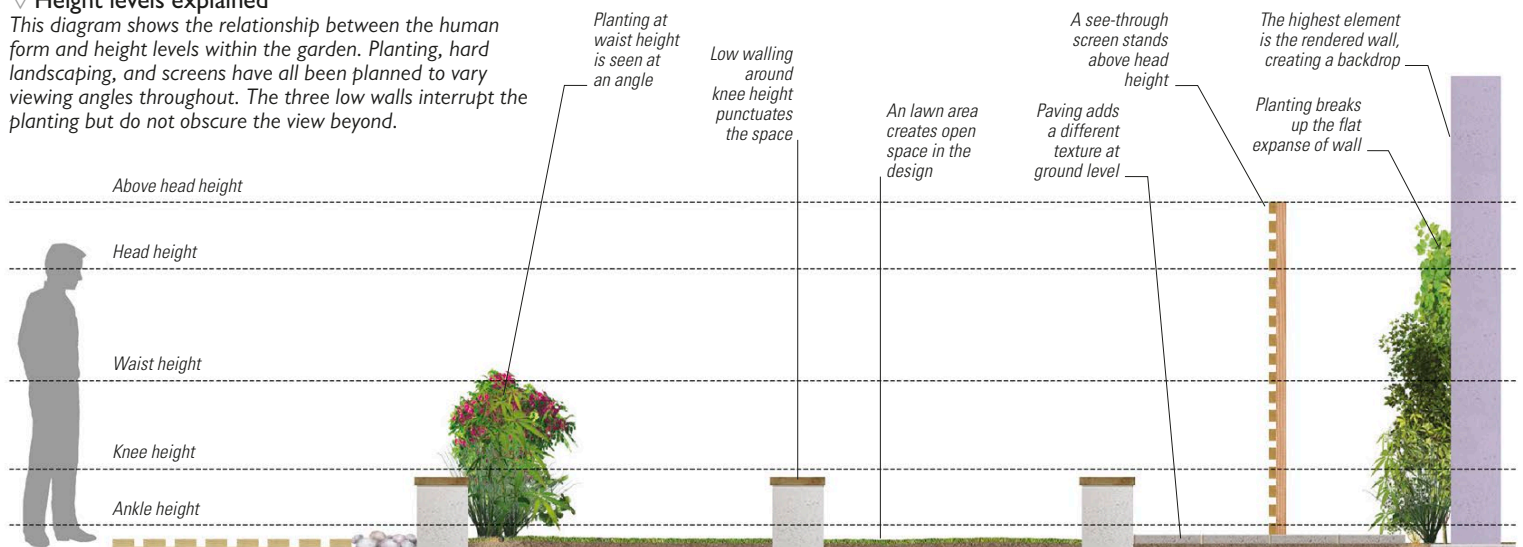 Height levels explained
This diagram shows the relationship between the human
form and height levels within the garden. Planting, hard
landscaping, and screens have all been planned to vary
viewing angles throughout. The three low walls interrupt the
planting but do not obscure the view beyond.
Planting at
waist height
is seen at
an angle
Low walling
around
knee height
punctuates
the space
An lawn area
creates open
space in the
design
Paving adds
a different
texture at
ground level
A see-through
screen stands
above head
height
The highest element
is the rendered wall,
creating a backdrop
Planting breaks
up the flat
expanse of wall
Above head height
Head height
Waist height
Knee height
Ankle height